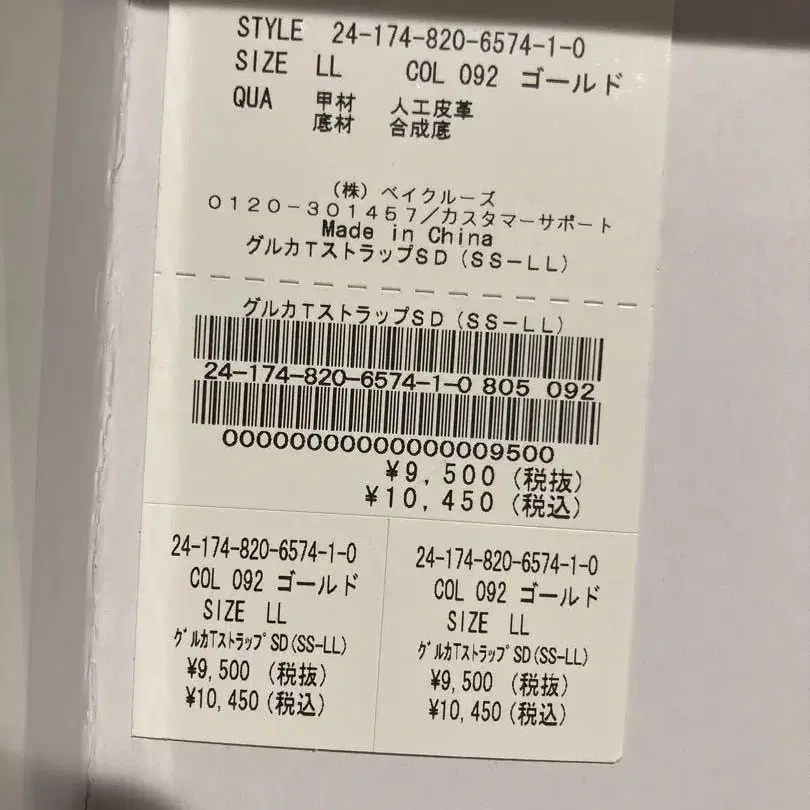 STYLE 24-174-820-6574-1-0
SIZE LL COL 092 ゴールド
QUA 甲材 人工皮革
底材 合成底
（株）ベイクルーズ
０１２０－３０１４５７／カスタマーサポート
Made in China
グルカＴストラップＳＤ（ＳＳ－ＬＬ）
グルカＴストラップＳＤ（ＳＳ－ＬＬ）
24-174-820-6574-1-0 805 092
00000000000000009500
¥9,500（税抜）
¥10,450（税込）
24-174-820-6574-1-0
COL 092 ゴールド
SIZE LL
ｸﾞﾙｶTｽﾄﾗｯﾌﾟSD(SS-LL)
¥9,500（税抜）
¥10,450（税込）
24-174-820-6574-1-0
COL 092 ゴールド
SIZE LL
ｸﾞﾙｶTｽﾄﾗｯﾌﾟSD(SS-LL)
¥9,500（税抜）
¥10,450（税込）